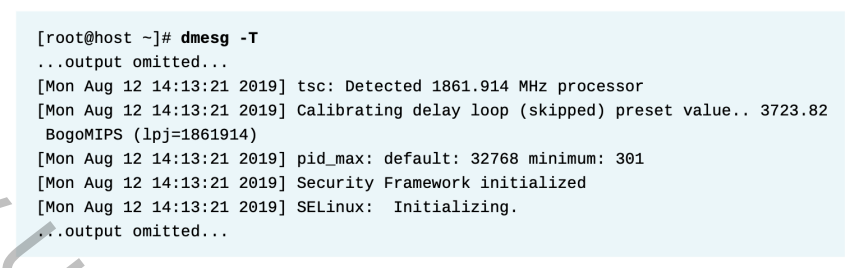 [root@host ~]# dmesg -T
...output omitted...
[Mon Aug 12 14:13:21 2019] tsc: Detected 1861.914 MHz processor
[Mon Aug 12 14:13:21 2019] Calibrating delay loop (skipped) preset value.. 3723.82
 BogoMIPS (lpj=1861914)
[Mon Aug 12 14:13:21 2019] pid_max: default: 32768 minimum: 301
[Mon Aug 12 14:13:21 2019] Security Framework initialized
[Mon Aug 12 14:13:21 2019] SELinux:  Initializing.
...output omitted...